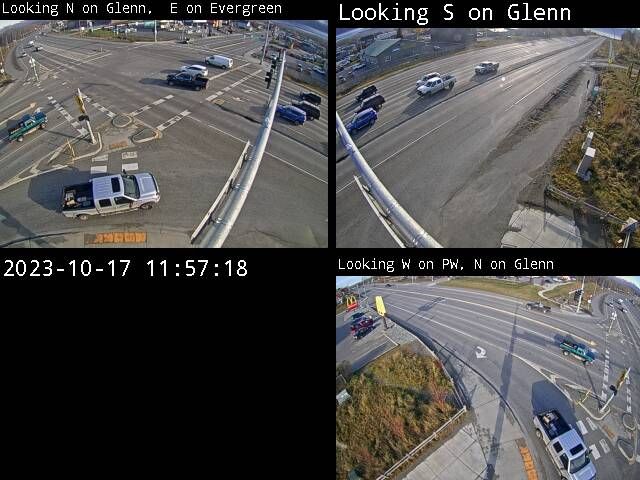 Looking N on Glenn,  E on Evergreen
Looking S on Glenn
2023-10-17 11:57:18
Looking W on PW, N on Glenn